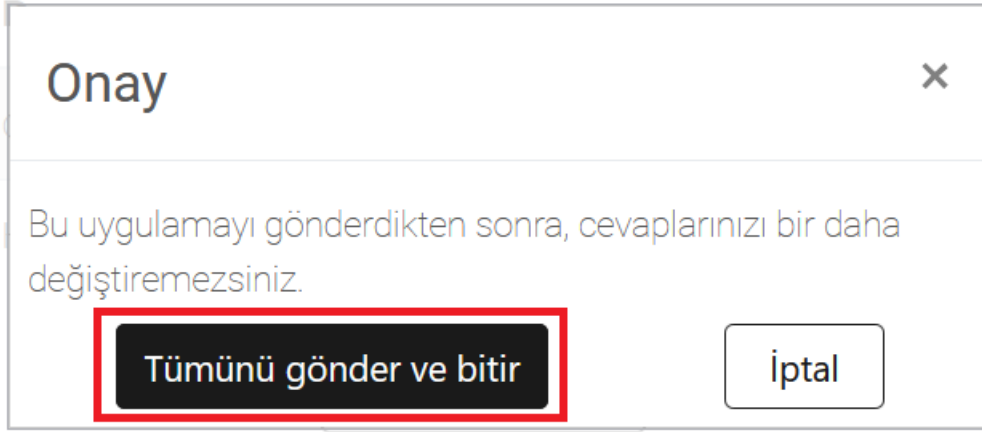 Onay
Bu uygulamayı gönderdikten sonra, cevaplarınızı bir daha
değiştiremezsiniz.
Tümünü gönder ve bitir
İptal